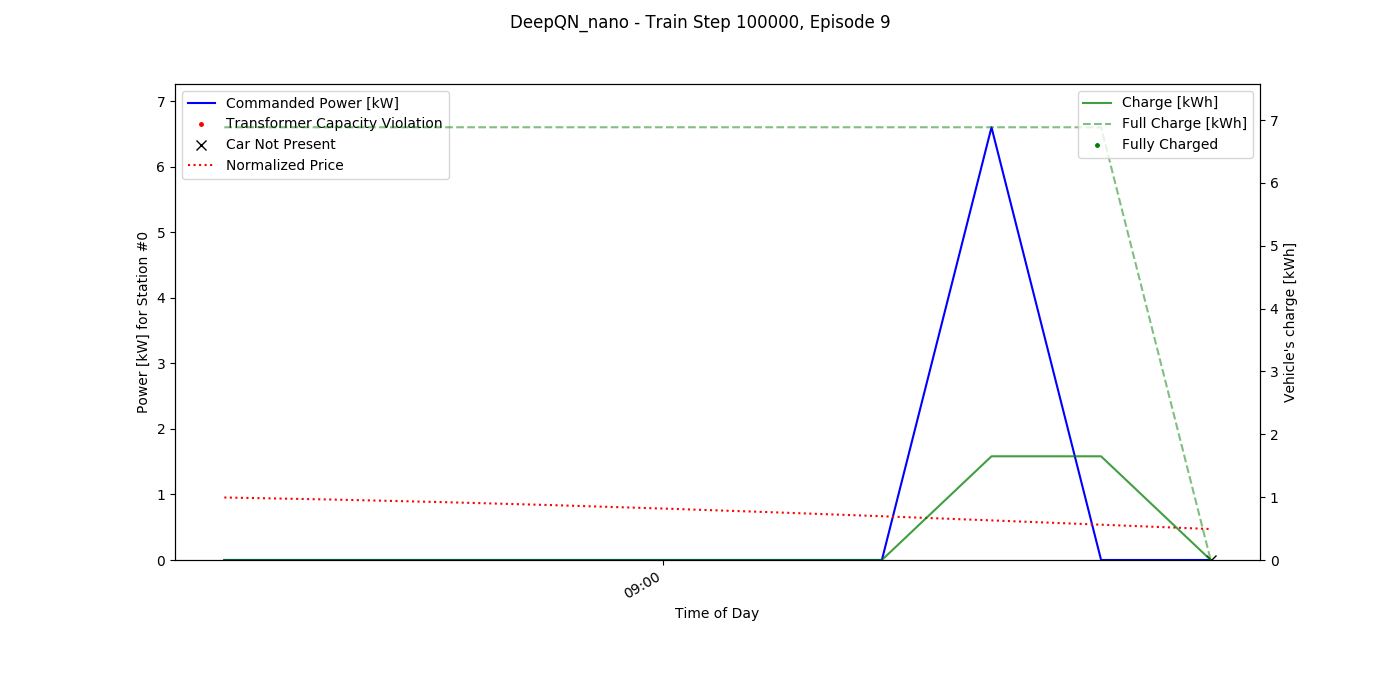 DeepQN_nano - Train Step 100000, Episode 9
Commanded Power [kW]
Transformer Capacity Violation
Car Not Present
Normalized Price
Charge [kWh]
Full Charge [kWh]
Fully Charged
Power [kW] for Station #0
7
6
5
4
3
2
1
0
Vehicle's charge [kWh]
7
6
5
4
3
2
1
0
09:00
Time of Day